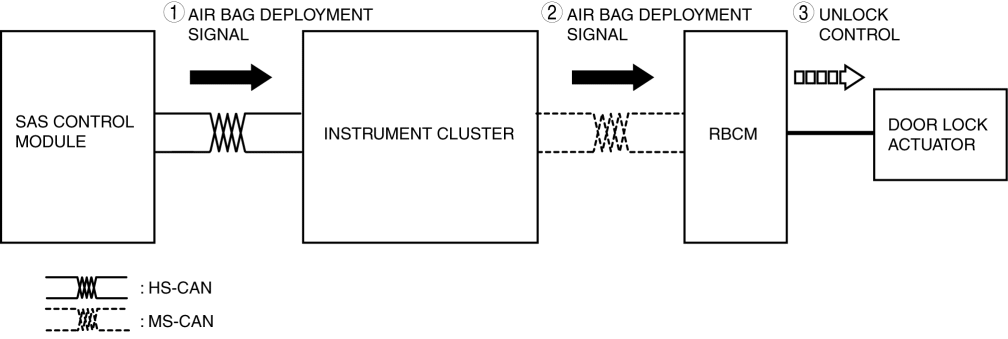 ① AIR BAG DEPLOYMENT
SIGNAL
② AIR BAG DEPLOYMENT
SIGNAL
③ UNLOCK
CONTROL
SAS CONTROL
MODULE
INSTRUMENT CLUSTER
RBCM
DOOR LOCK
ACTUATOR
: HS-CAN
: MS-CAN